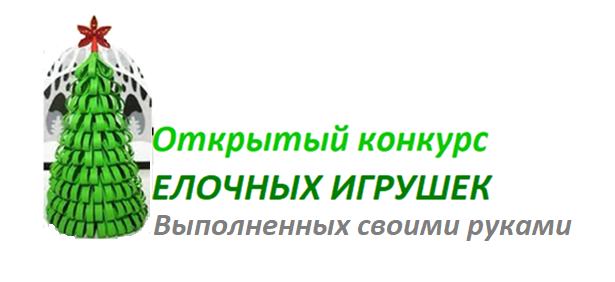 Открытый конкурс
ЕЛОЧНЫХ ИГРУШЕК
Выполненных своими руками